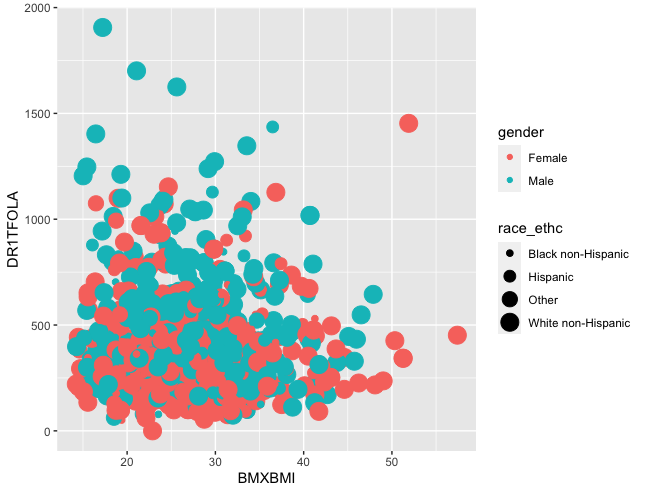 2000
1500
1000
500
0
DR1TFOLA
20 30 40 50
BMXBMI
gender
Female
Male
race_ethc
Black non-Hispanic
Hispanic
Other
White non-Hispanic